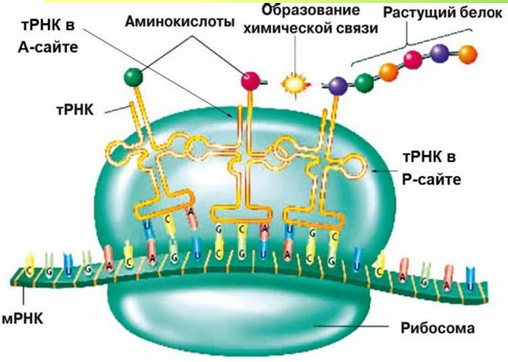 тРНК в
А-сайте
Аминокислоты
Образование
химической связи
Растущий белок
тРНК
тРНК в
Р-сайте
U C A G C A G C
C G U G A C A U A G U C G U A C G U C G A C G A U
мРНК
Рибосома